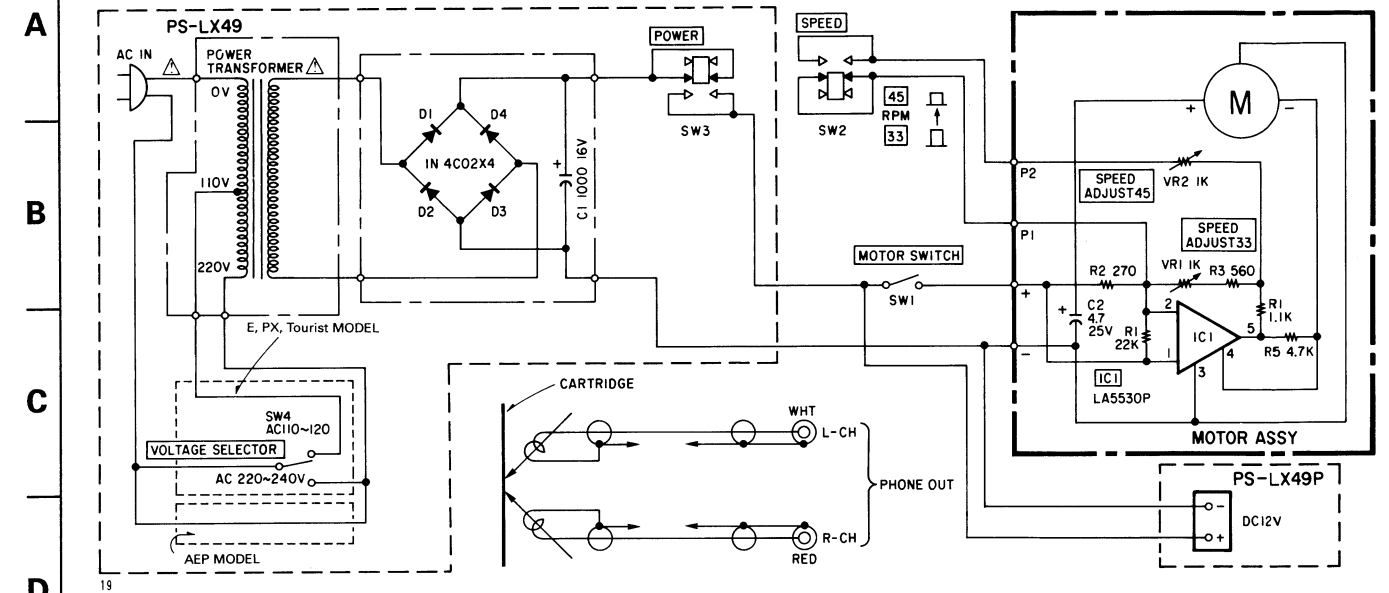 A
B
C
D
PS-LX49
AC IN
POWER
TRANSFORMER
0V
110V
220V
D1
D4
1N 4C02X4
D2
D3
+
C1 1000 16V
POWER
SW3
SPEED
SW2
45
RPM
33
M
+
−
P2
SPEED
ADJUST45
VR2 1K
P1
SPEED
ADJUST33
MOTOR SWITCH
SW1
+
−
R2 270
VR1 1K
R3 560
+
C2
4.7
25V
R1
22K
2
1
IC1
5
4
3
R1
1.1K
R5 4.7K
IC1
LA5530P
MOTOR ASSY
E, PX, Tourist MODEL
SW4
AC110~120
VOLTAGE SELECTOR
AC 220~240V
AEP MODEL
CARTRIDGE
WHT
L-CH
PHONE OUT
R-CH
RED
PS-LX49P
−
+
DC12V
19